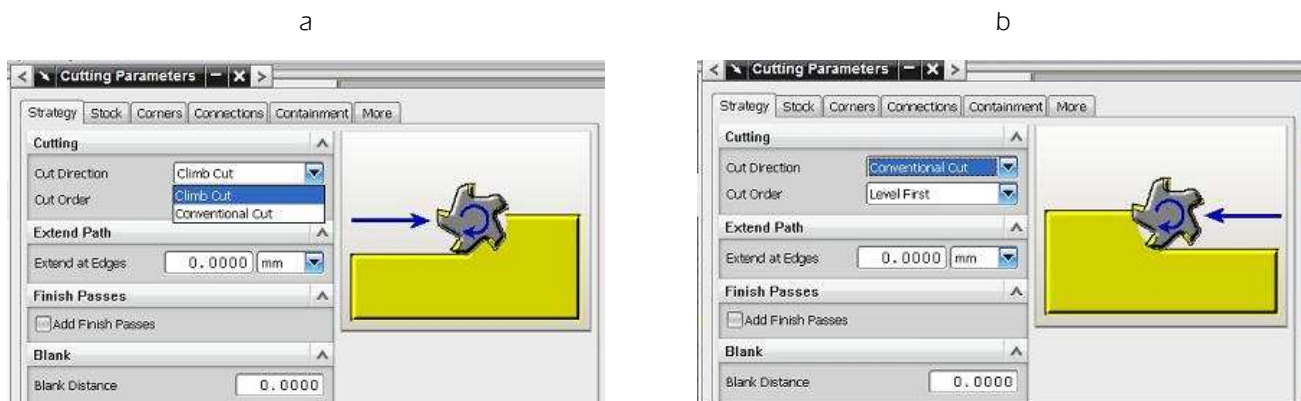 a
b
Cutting Parameters
Strategy Stock Corners Connections Containment More
Cutting
Cut Direction Climb Cut
Climb Cut
Cut Order
Conventional Cut
Extend Path
Extend at Edges 0.0000 mm
Finish Passes
Add Finish Passes
Blank
Blank Distance 0.0000
Cutting Parameters
Strategy Stock Corners Connections Containment More
Cutting
Cut Direction Conventional Cut
Cut Order Level First
Extend Path
Extend at Edges 0.0000 mm
Finish Passes
Add Finish Passes
Blank
Blank Distance 0.0000